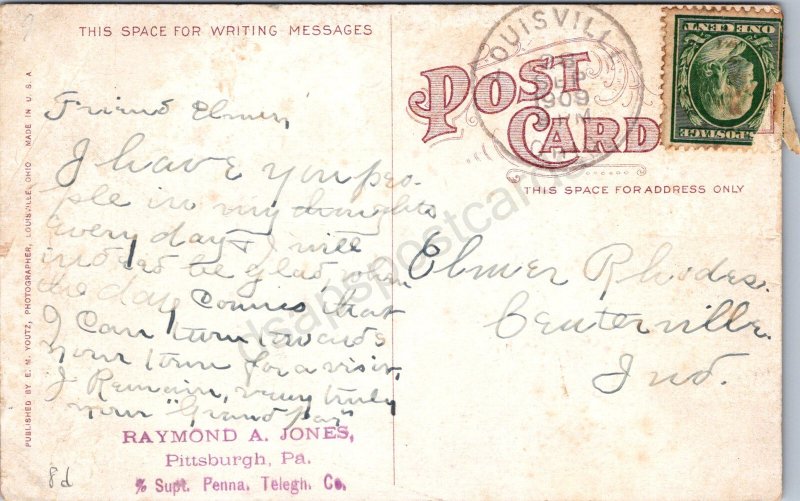 THIS SPACE FOR WRITING MESSAGES
PUBLISHED BY E. M. YOUTZ, PHOTOGRAPHER, LOUISVILLE, OHIO MADE IN U.S.A
Friend Elmer,
I have you peo-
ple in my thoughts
every day & I will
indeed be glad when
the day comes that
I can turn towards
your town for a visit,
I Remain, very truly
your "Grand pa"
RAYMOND A. JONES,
Pittsburgh, Pa.
% Supt. Penna. Telegh. Co.
8d
POST
CARD
THIS SPACE FOR ADDRESS ONLY
LOUISVILLE
1909
POSTAGE
ONE CENT
Elmer Rhodes.
Centerville.
Ind.
dsapspostcards